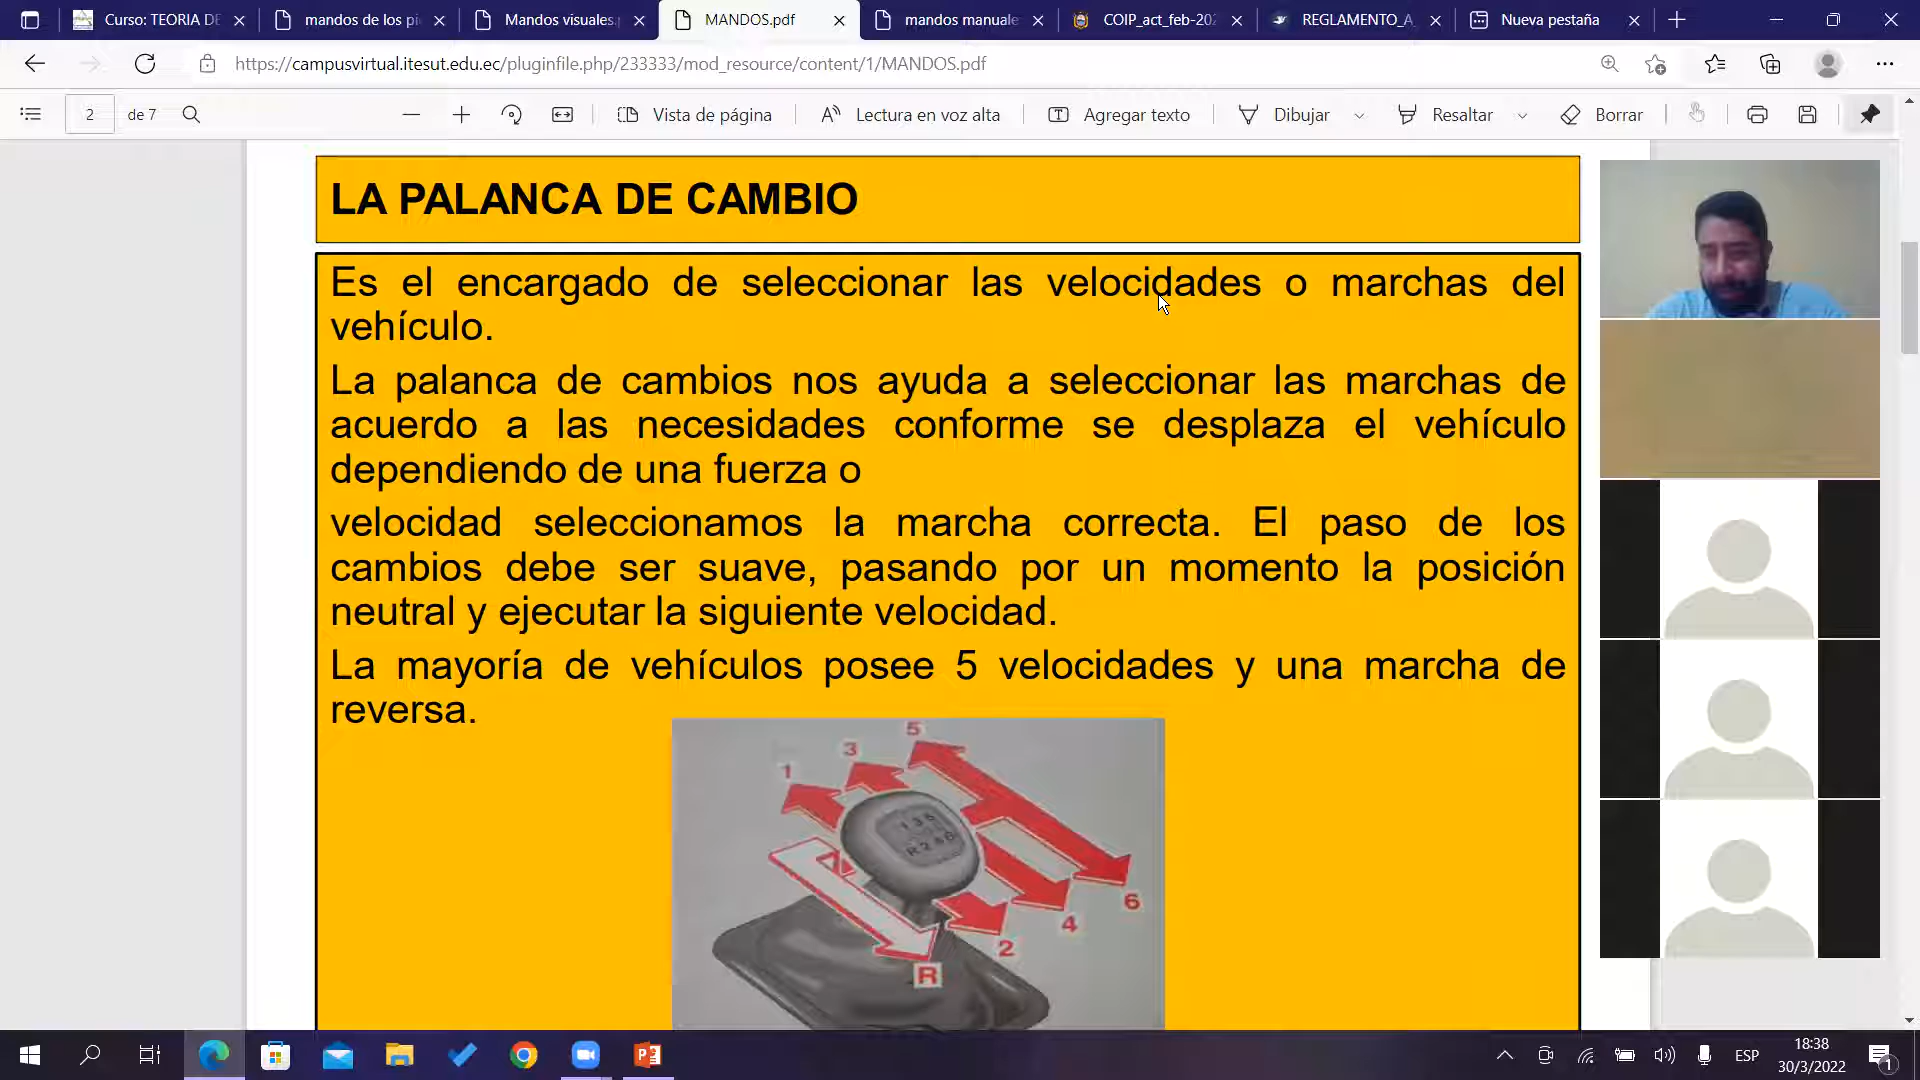 Curso: TEORIA DE
mandos de los pi
Mandos visuales.p
MANDOS.pdf
mandos manuale
COIP_act_feb-202
REGLAMENTO_A
Nueva pestaña
https://campusvirtual.itesut.edu.ec/pluginfile.php/233333/mod_resource/content/1/MANDOS.pdf
2 de 7
Vista de página
Lectura en voz alta
Agregar texto
Dibujar
Resaltar
Borrar
LA PALANCA DE CAMBIO
Es el encargado de seleccionar las velocidades o marchas del
vehículo.
La palanca de cambios nos ayuda a seleccionar las marchas de
acuerdo a las necesidades conforme se desplaza el vehículo
dependiendo de una fuerza o
velocidad seleccionamos la marcha correcta. El paso de los
cambios debe ser suave, pasando por un momento la posición
neutral y ejecutar la siguiente velocidad.
La mayoría de vehículos posee 5 velocidades y una marcha de
reversa.
5
3
1
6
4
2
R
ESP
18:38
30/3/2022
1